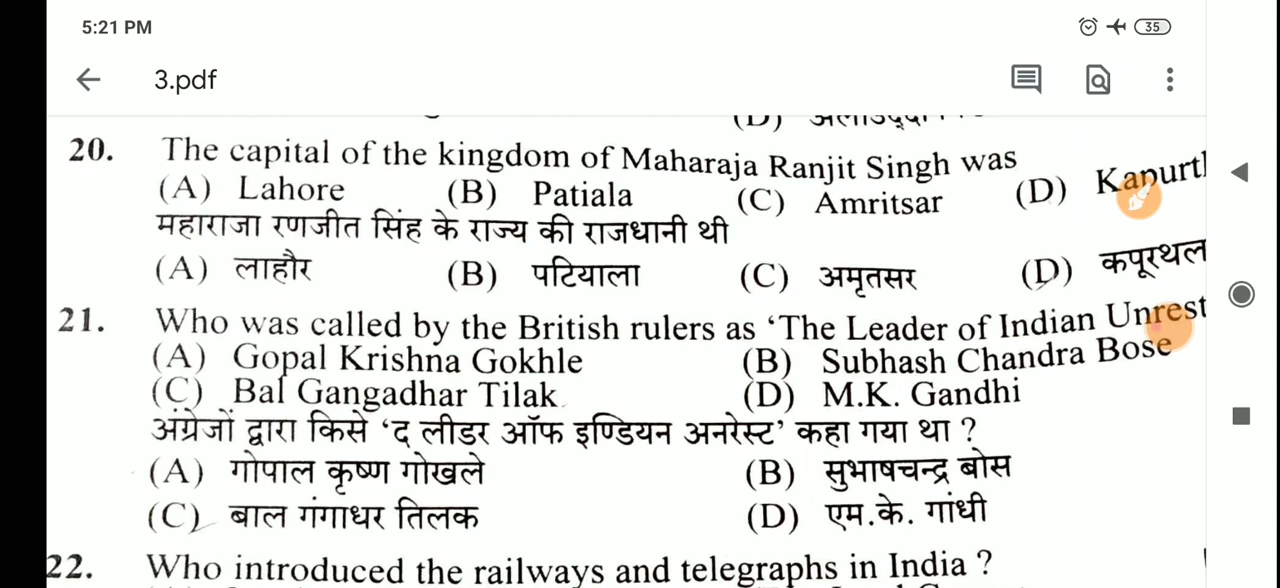 5:21 PM
35
3.pdf
20. The capital of the kingdom of Maharaja Ranjit Singh was
(A) Lahore (B) Patiala (C) Amritsar (D)
महाराजा रणजीत सिंह के राज्य की राजधानी थी
(A) लाहौर (B) पटियाला (C) अमृतसर (D) कपूरथल
21. Who was called by the British rulers as ‘The Leader of Indian Unrest
(A) Gopal Krishna Gokhle (B) Subhash Chandra Bose
(C) Bal Gangadhar Tilak (D) M.K. Gandhi
अंग्रेजों द्वारा किसे ‘द लीडर ऑफ इण्डियन अनरेस्ट’ कहा गया था ?
(A) गोपाल कृष्ण गोखले (B) सुभाषचन्द्र बोस
(C) बाल गंगाधर तिलक (D) एम.के. गांधी
22. Who introduced the railways and telegraphs in India ?